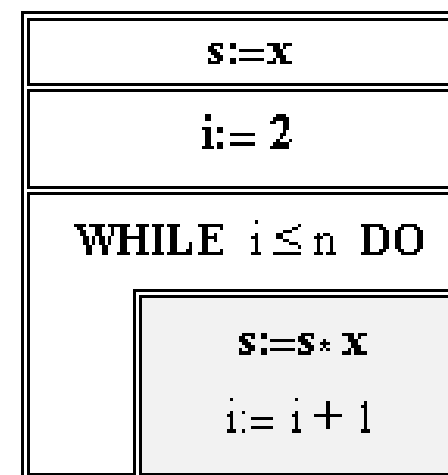 s:=x
i:= 2
WHILE i ≤ n DO
s:=s* x
i:= i + 1